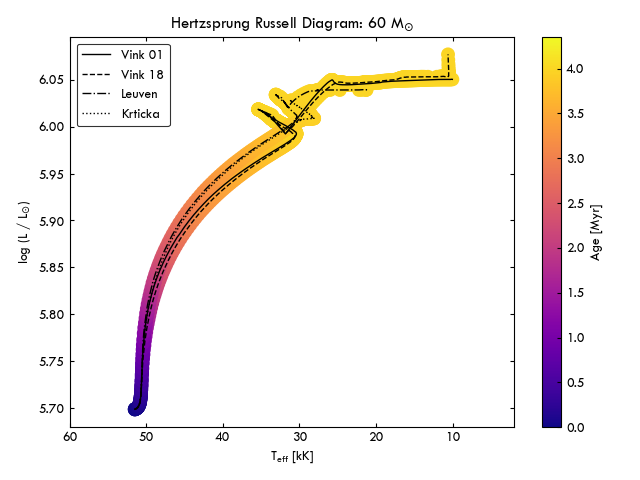 Hertzsprung Russell Diagram: 60 M⊙
Vink 01
Vink 18
Leuven
Krticka
6.05
6.00
5.95
5.90
5.85
5.80
5.75
5.70
log (L / L⊙)
60
50
40
30
20
10
T_eff [kK]
4.0
3.5
3.0
2.5
2.0
1.5
1.0
0.5
0.0
Age [Myr]